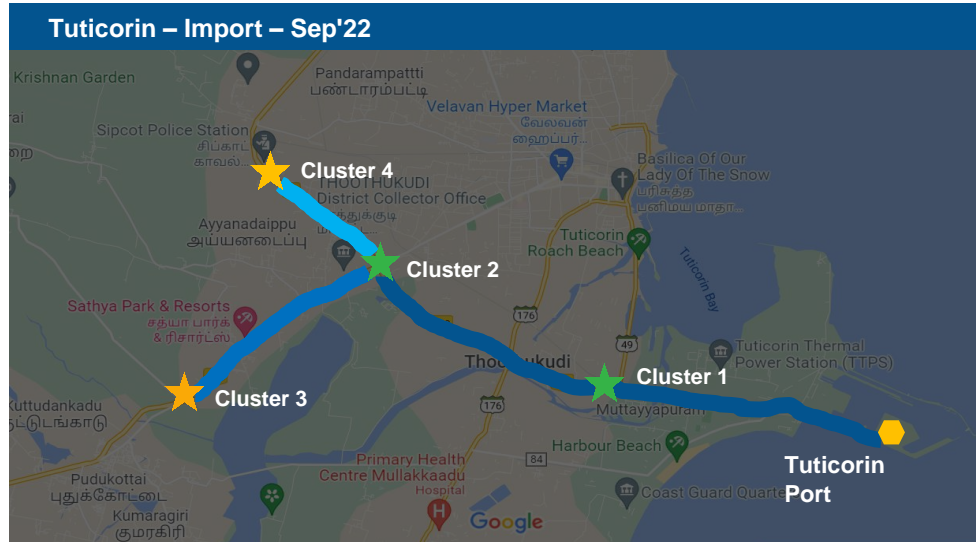 Tuticorin – Import – Sep'22
Krishnan Garden
Pandarampattti
பண்டாரம்பட்டி
Velavan Hyper Market
வேலவன்
ஹைப்பர்...
Sipcot Police Station
சிப்காட்
காவல்...
Cluster 4
Basilica Of Our
Lady Of The Snow
பரிசுத்த
பனிமய மாதா...
THOOTHUKUDI
District Collector Office
Ayyanadaippu
அய்யனடைப்பு
Tuticorin
Roach Beach
Cluster 2
Tuticorin Bay
Sathya Park & Resorts
சத்யா பார்க்
& ரிசார்ட்ஸ்
176
49
Tuticorin Thermal
Power Station (TTPS)
Thoothukudi
Cluster 1
Cluster 3
176
Muttayyapuram
Kuttudankadu
Harbour Beach
84
Tuticorin
Port
Primary Health
Centre Mullakkaadu
Hospital
Pudukottai
புதுக்கோட்டை
Coast Guard Quarte
Kumaragiri
குமரகிரி
H
Google